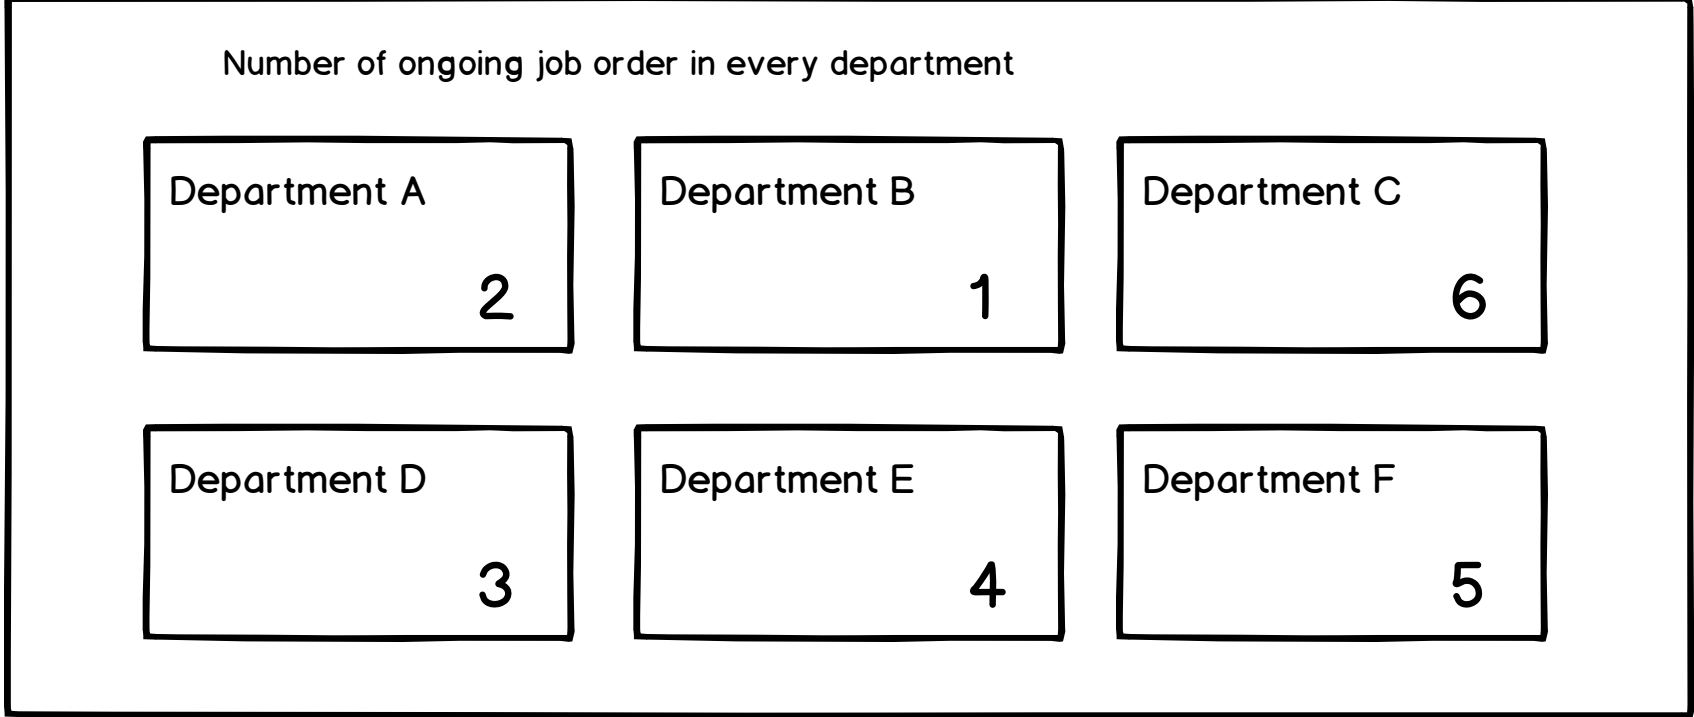 Number of ongoing job order in every department
Department A
2
Department B
1
Department C
6
Department D
3
Department E
4
Department F
5